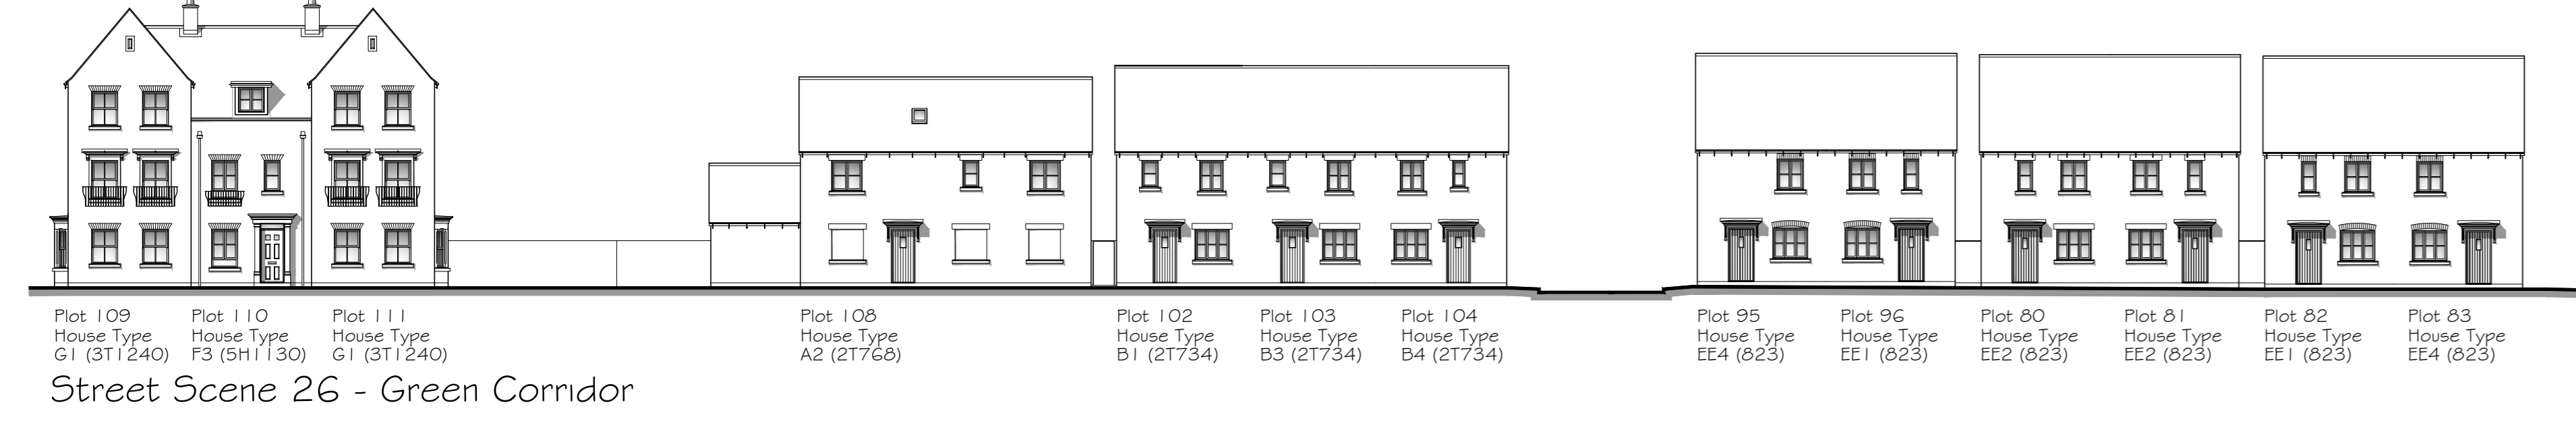 Plot 109
House Type
G1 (3T1240)
Plot 110
House Type
F3 (5H1130)
Plot 111
House Type
G1 (3T1240)
Plot 108
House Type
A2 (2T768)
Plot 102
House Type
B1 (2T734)
Plot 103
House Type
B3 (2T734)
Plot 104
House Type
B4 (2T734)
Plot 95
House Type
EE4 (823)
Plot 96
House Type
EE1 (823)
Plot 80
House Type
EE2 (823)
Plot 81
House Type
EE2 (823)
Plot 82
House Type
EE1 (823)
Plot 83
House Type
EE4 (823)
Street Scene 26 - Green Corridor